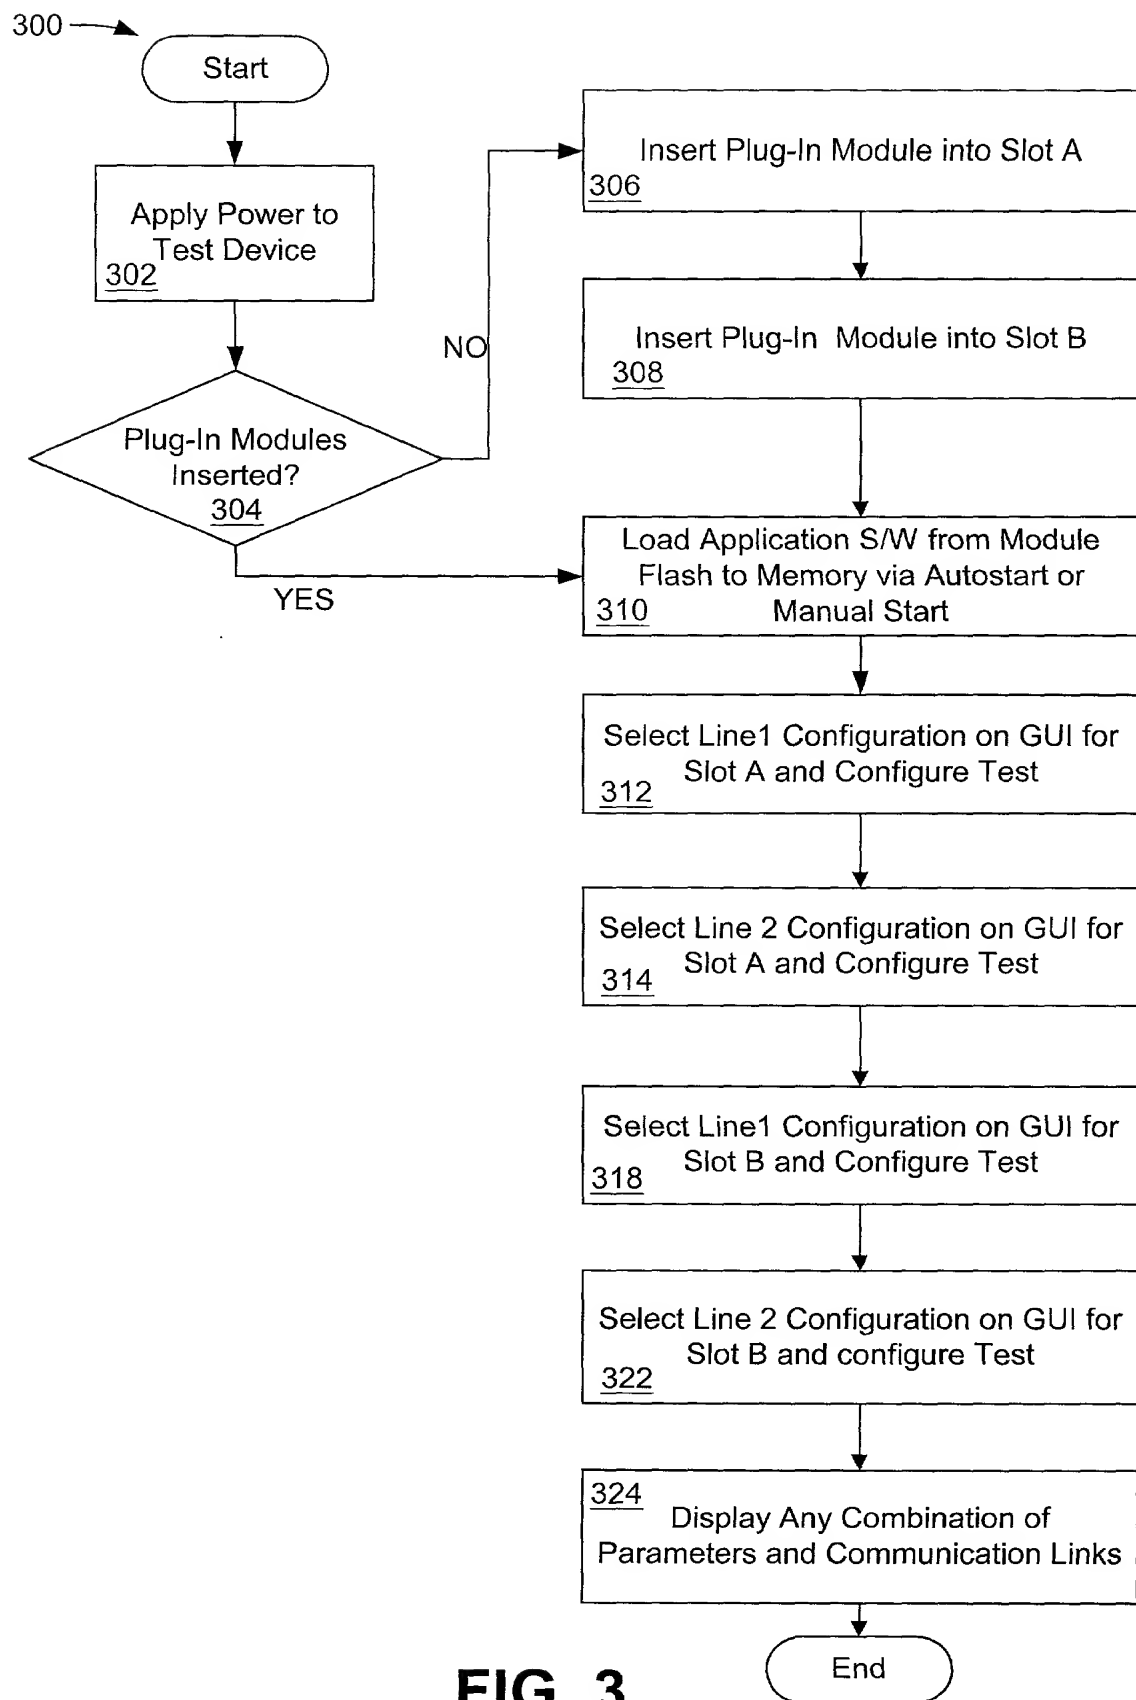 300
Start
Apply Power to
Test Device
302
Plug-In Modules
Inserted?
304
NO
YES
Insert Plug-In Module into Slot A
306
Insert Plug-In  Module into Slot B
308
Load Application S/W from Module
Flash to Memory via Autostart or
Manual Start
310
Select Line1 Configuration on GUI for
Slot A and Configure Test
312
Select Line 2 Configuration on GUI for
Slot A and Configure Test
314
Select Line1 Configuration on GUI for
Slot B and Configure Test
318
Select Line 2 Configuration on GUI for
Slot B and configure Test
322
324
Display Any Combination of
Parameters and Communication Links
End
FIG. 3